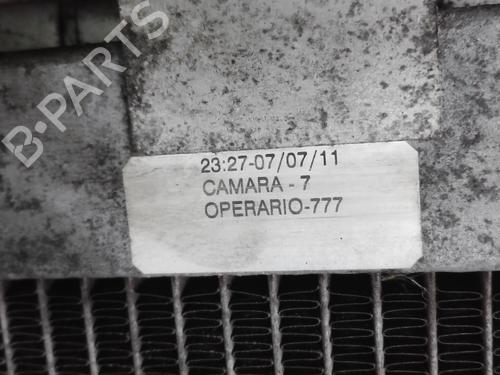 B-PARTS
23:27-07/07/11
CAMARA - 7
OPERARIO-777